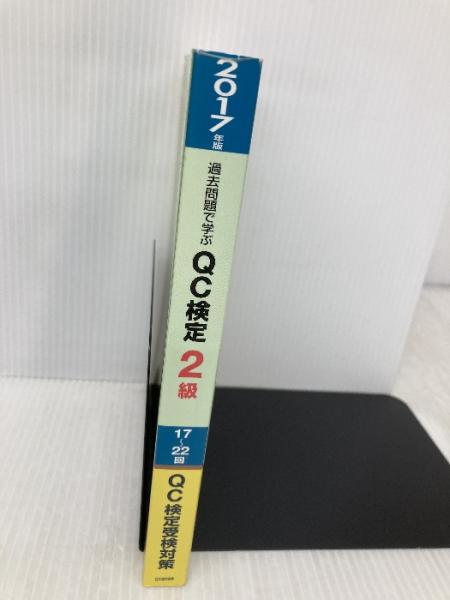 2017年版
過去問題で学ぶ
QC検定
2級
17~22回
QC検定受検対策